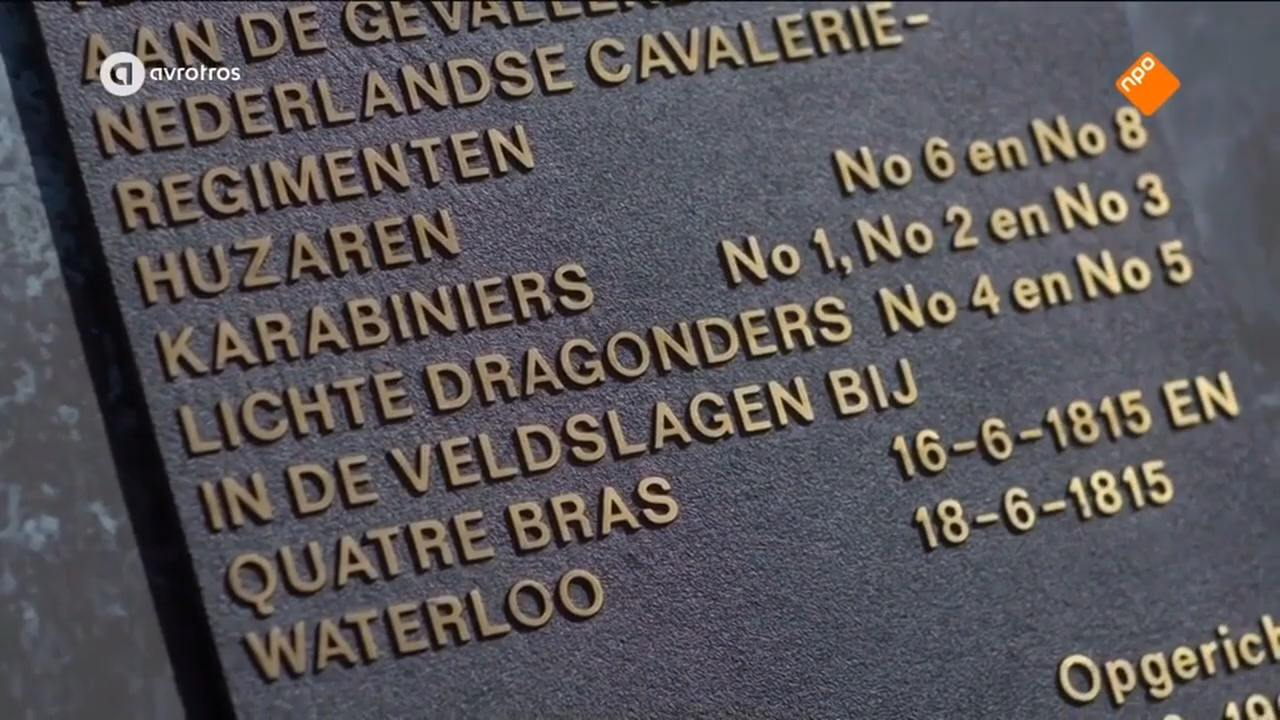 AAN DE GEVALLEN
NEDERLANDSE CAVALERIE-
REGIMENTEN
HUZAREN No 6 en No 8
KARABINIERS No 1, No 2 en No 3
LICHTE DRAGONDERS No 4 en No 5
IN DE VELDSLAGEN BIJ
QUATRE BRAS 16-6-1815 EN
WATERLOO 18-6-1815
Opgerich
avrotros
npo